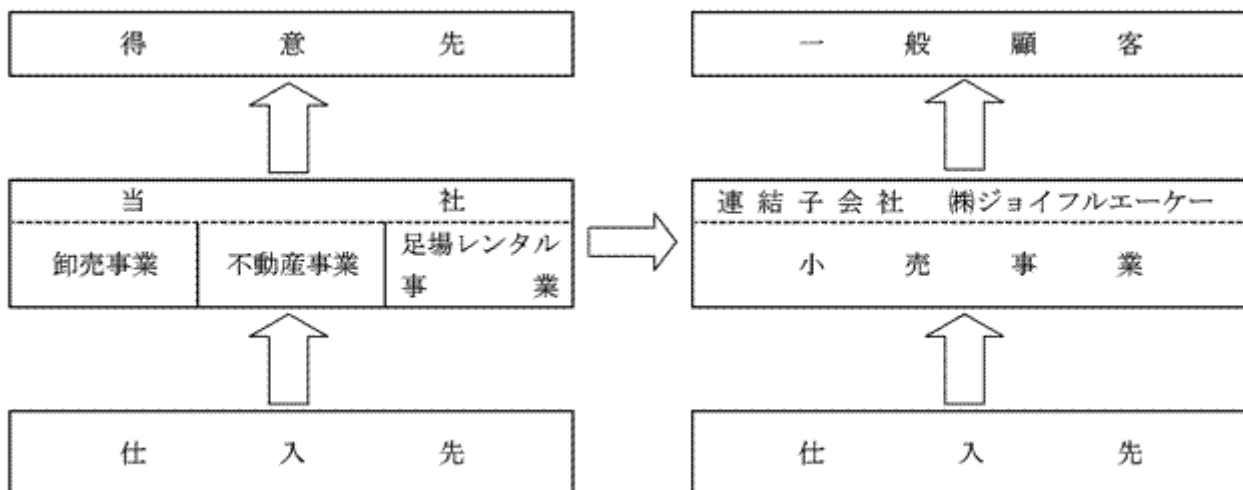 得意先
一般顧客
当社
連結子会社 ㈱ジョイフルエーケー
卸売事業
不動産事業
足場レンタル
事業
小売事業
仕入先
仕入先